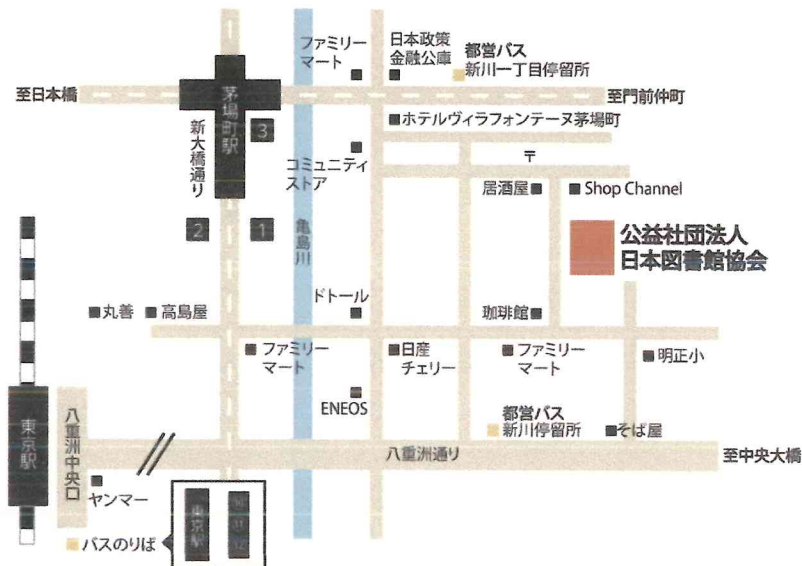 ファミリー
マート
日本政策
金融公庫
都営バス
新川一丁目停留所
至日本橋
茅場町駅
至門前仲町
3
新大橋通り
ホテルヴィラフォンテーヌ茅場町
コミュニティ
ストア
〒
居酒屋
Shop Channel
2
1
亀島川
公益社団法人
日本図書館協会
丸善
高島屋
ドトール
珈琲館
ファミリー
マート
日産
チェリー
ファミリー
マート
明正小
ENEOS
東京駅
八重洲中央口
都営バス
新川停留所
そば屋
八重洲通り
至中央大橋
ヤンマー
バスのりば
東京駅
10
11
12